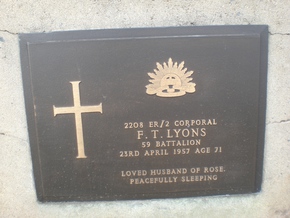 2208 ER/2 CORPORAL
F. T. LYONS
59 BATTALION
23RD APRIL 1957 AGE 71
LOVED HUSBAND OF ROSE.
PEACEFULLY SLEEPING